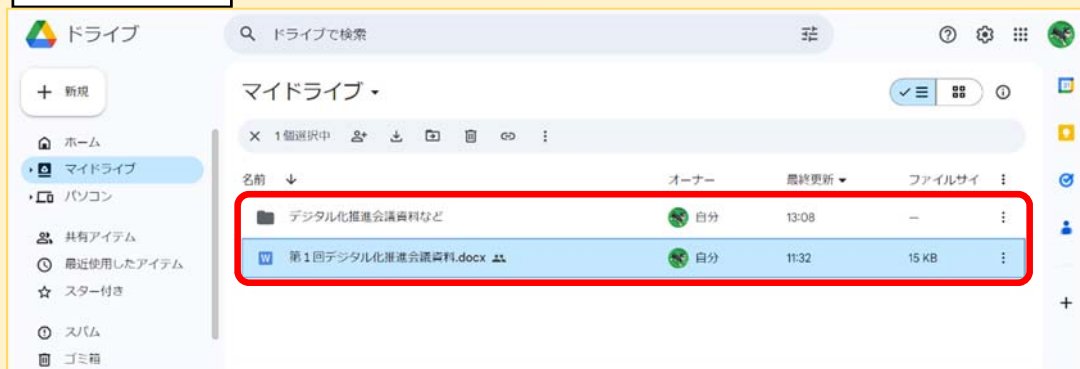 ドライブ
ドライブで検索
新規
マイドライブ
1個選択中
ホーム
マイドライブ
パソコン
共有アイテム
最近使用したアイテム
スター付き
スパム
ゴミ箱
名前 オーナー 最終更新 ファイルサイ
デジタル化推進会議資料など 自分 13:08 —
第1回デジタル化推進会議資料.docx 自分 11:32 15 KB